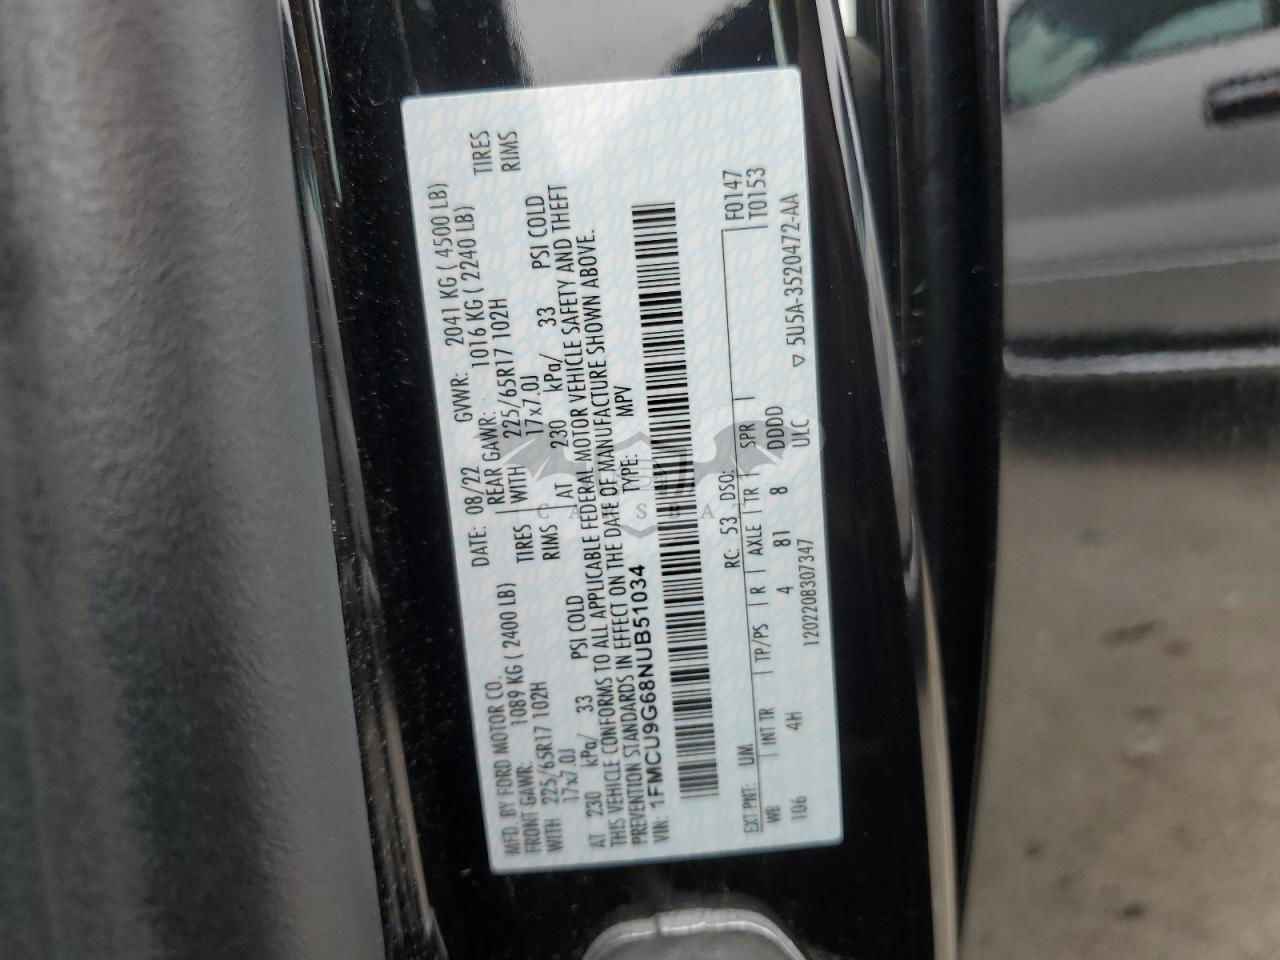 MFD. BY FORD MOTOR CO.
DATE: 08/22 GVWR: 2041 KG ( 4500 LB)
FRONT GAWR: 1089 KG ( 2400 LB) REAR GAWR: 1016 KG ( 2240 LB)
WITH 225/65R17 102H TIRES WITH 225/65R17 102H TIRES
17x7.0J RIMS 17x7.0J RIMS
AT 230 kPa/ 33 PSI COLD AT 230 kPa/ 33 PSI COLD
THIS VEHICLE CONFORMS TO ALL APPLICABLE FEDERAL MOTOR VEHICLE SAFETY AND THEFT
PREVENTION STANDARDS IN EFFECT ON THE DATE OF MANUFACTURE SHOWN ABOVE.
VIN: 1FMCU9G68NUB51034 TYPE: MPV
F0147
T0153
EXT PNT: UM RC: 53 DSO:
WB INT TR TP/PS R AXLE TR SPR
106 4H 4 81 8 DDDD
1202208307347 ULC ▽ 5U5A-3520472-AA
CASBA